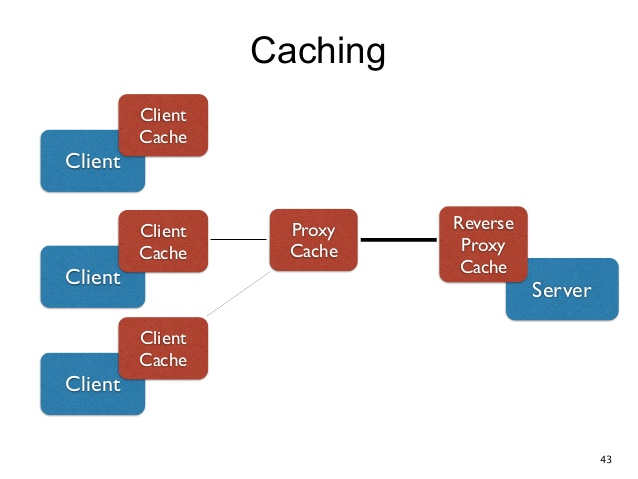 Caching
Client
Cache
Client
Client
Cache
Client
Proxy
Cache
Reverse
Proxy
Cache
Server
Client
Cache
Client
43